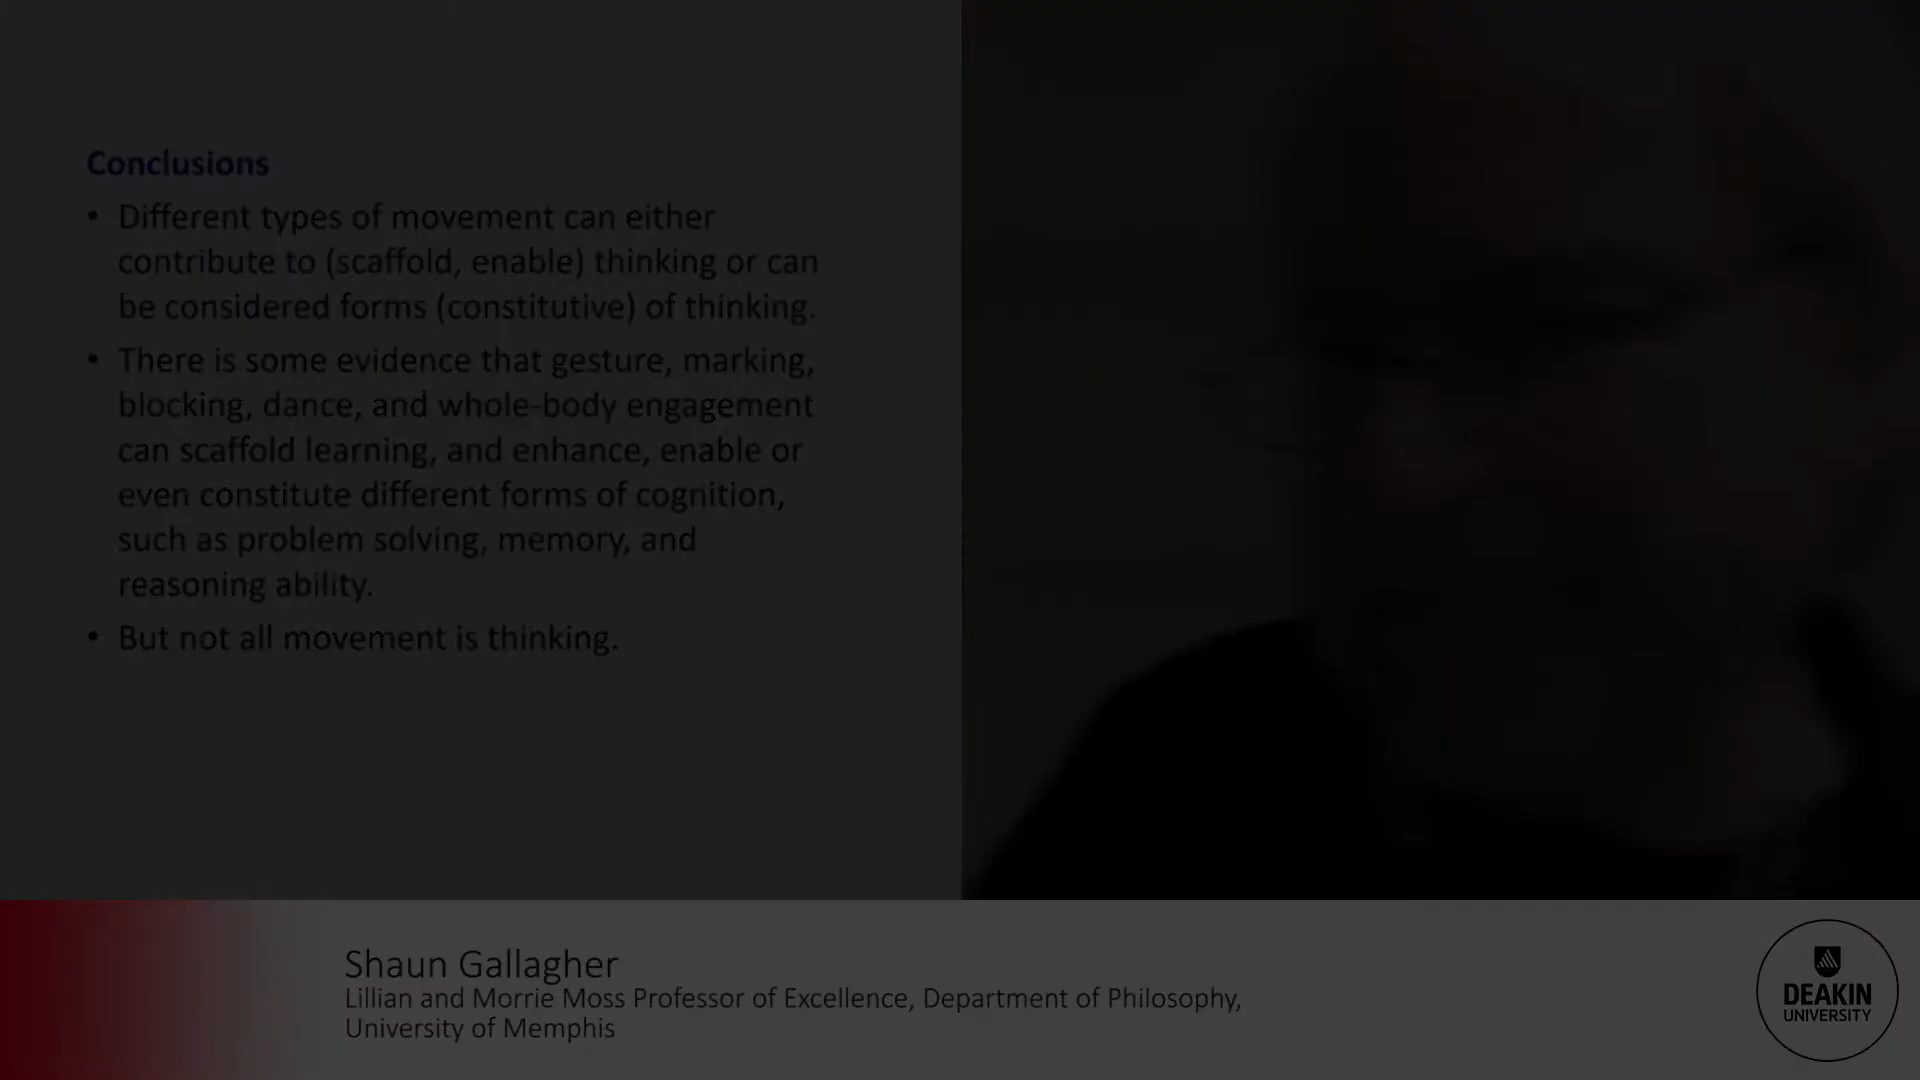 Conclusions
• Different types of movement can either
contribute to (scaffold, enable) thinking or can
be considered forms (constitutive) of thinking.
• There is some evidence that gesture, marking,
blocking, dance, and whole-body engagement
can scaffold learning, and enhance, enable or
even constitute different forms of cognition,
such as problem solving, memory, and
reasoning ability.
• But not all movement is thinking.
Shaun Gallagher
Lillian and Morrie Moss Professor of Excellence, Department of Philosophy,
University of Memphis
DEAKIN
UNIVERSITY